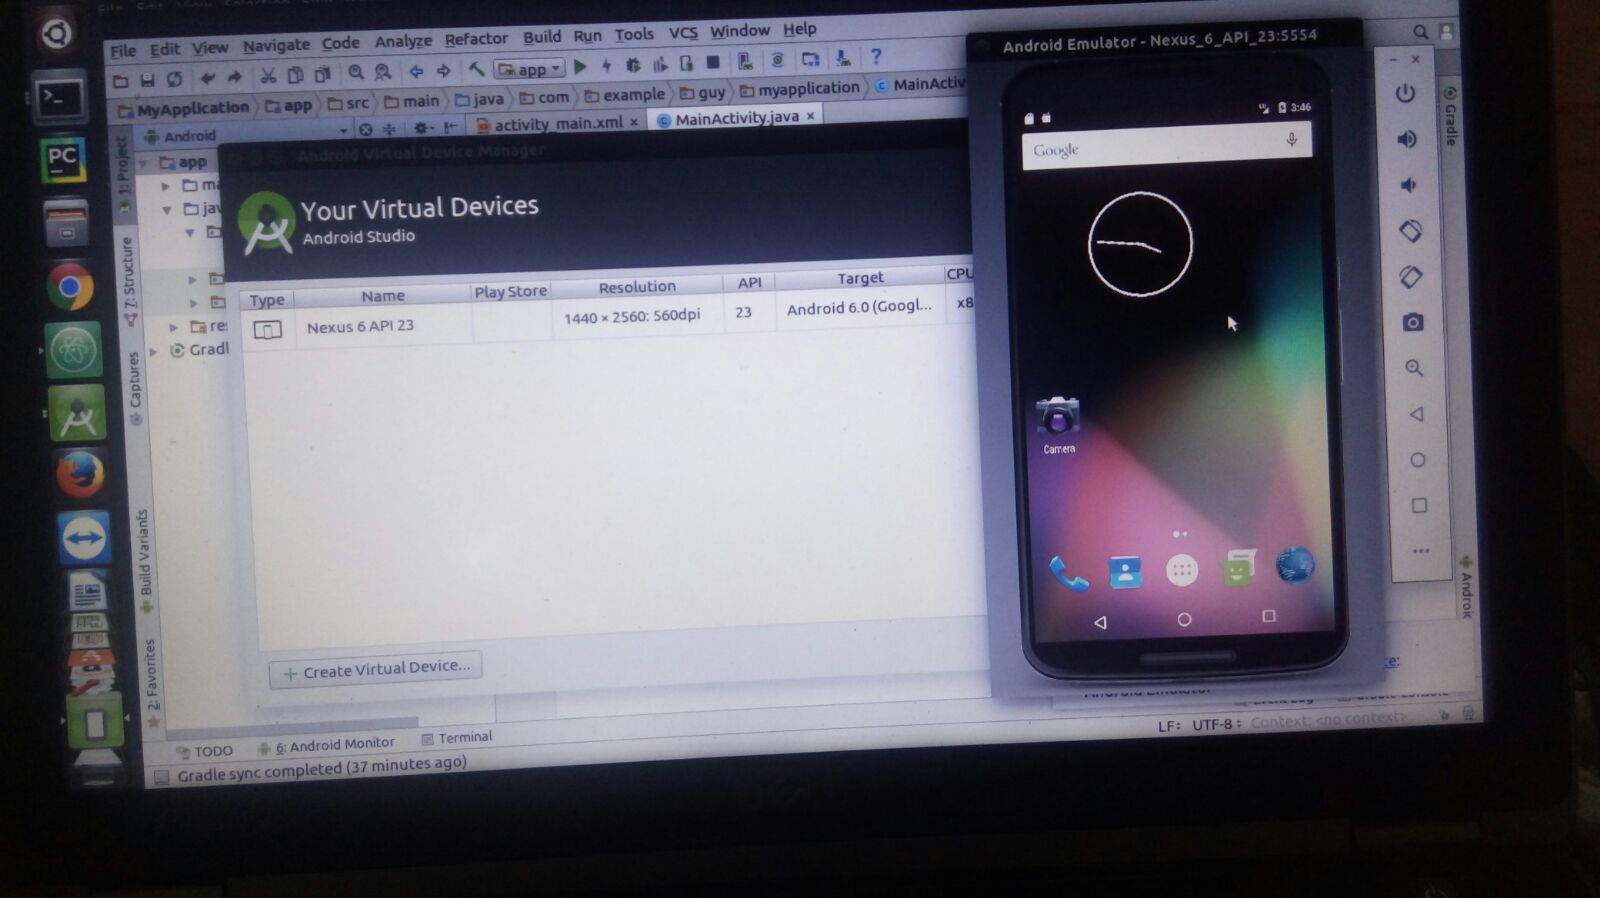 File Edit View Navigate Code Analyze Refactor Build Run Tools VCS Window Help
Android Emulator - Nexus_6_API_23:5554
app
MyApplication app src main java com example guy myapplication MainActiv
Android activity_main.xml MainActivity.java
1: Project
7: Structure
Captures
Build Variants
2: Favorites
app
ma
jav
res
Gradl
Android Virtual Device Manager
Your Virtual Devices
Android Studio
Type Name Play Store Resolution API Target CPU
Nexus 6 API 23 1440 × 2560: 560dpi 23 Android 6.0 (Googl... x8
Create Virtual Device...
3:46
Google
Camera
Gradle
Androi
PC
TODO 6: Android Monitor Terminal
LF÷ UTF-8÷ Context: <no context>
Gradle sync completed (37 minutes ago)